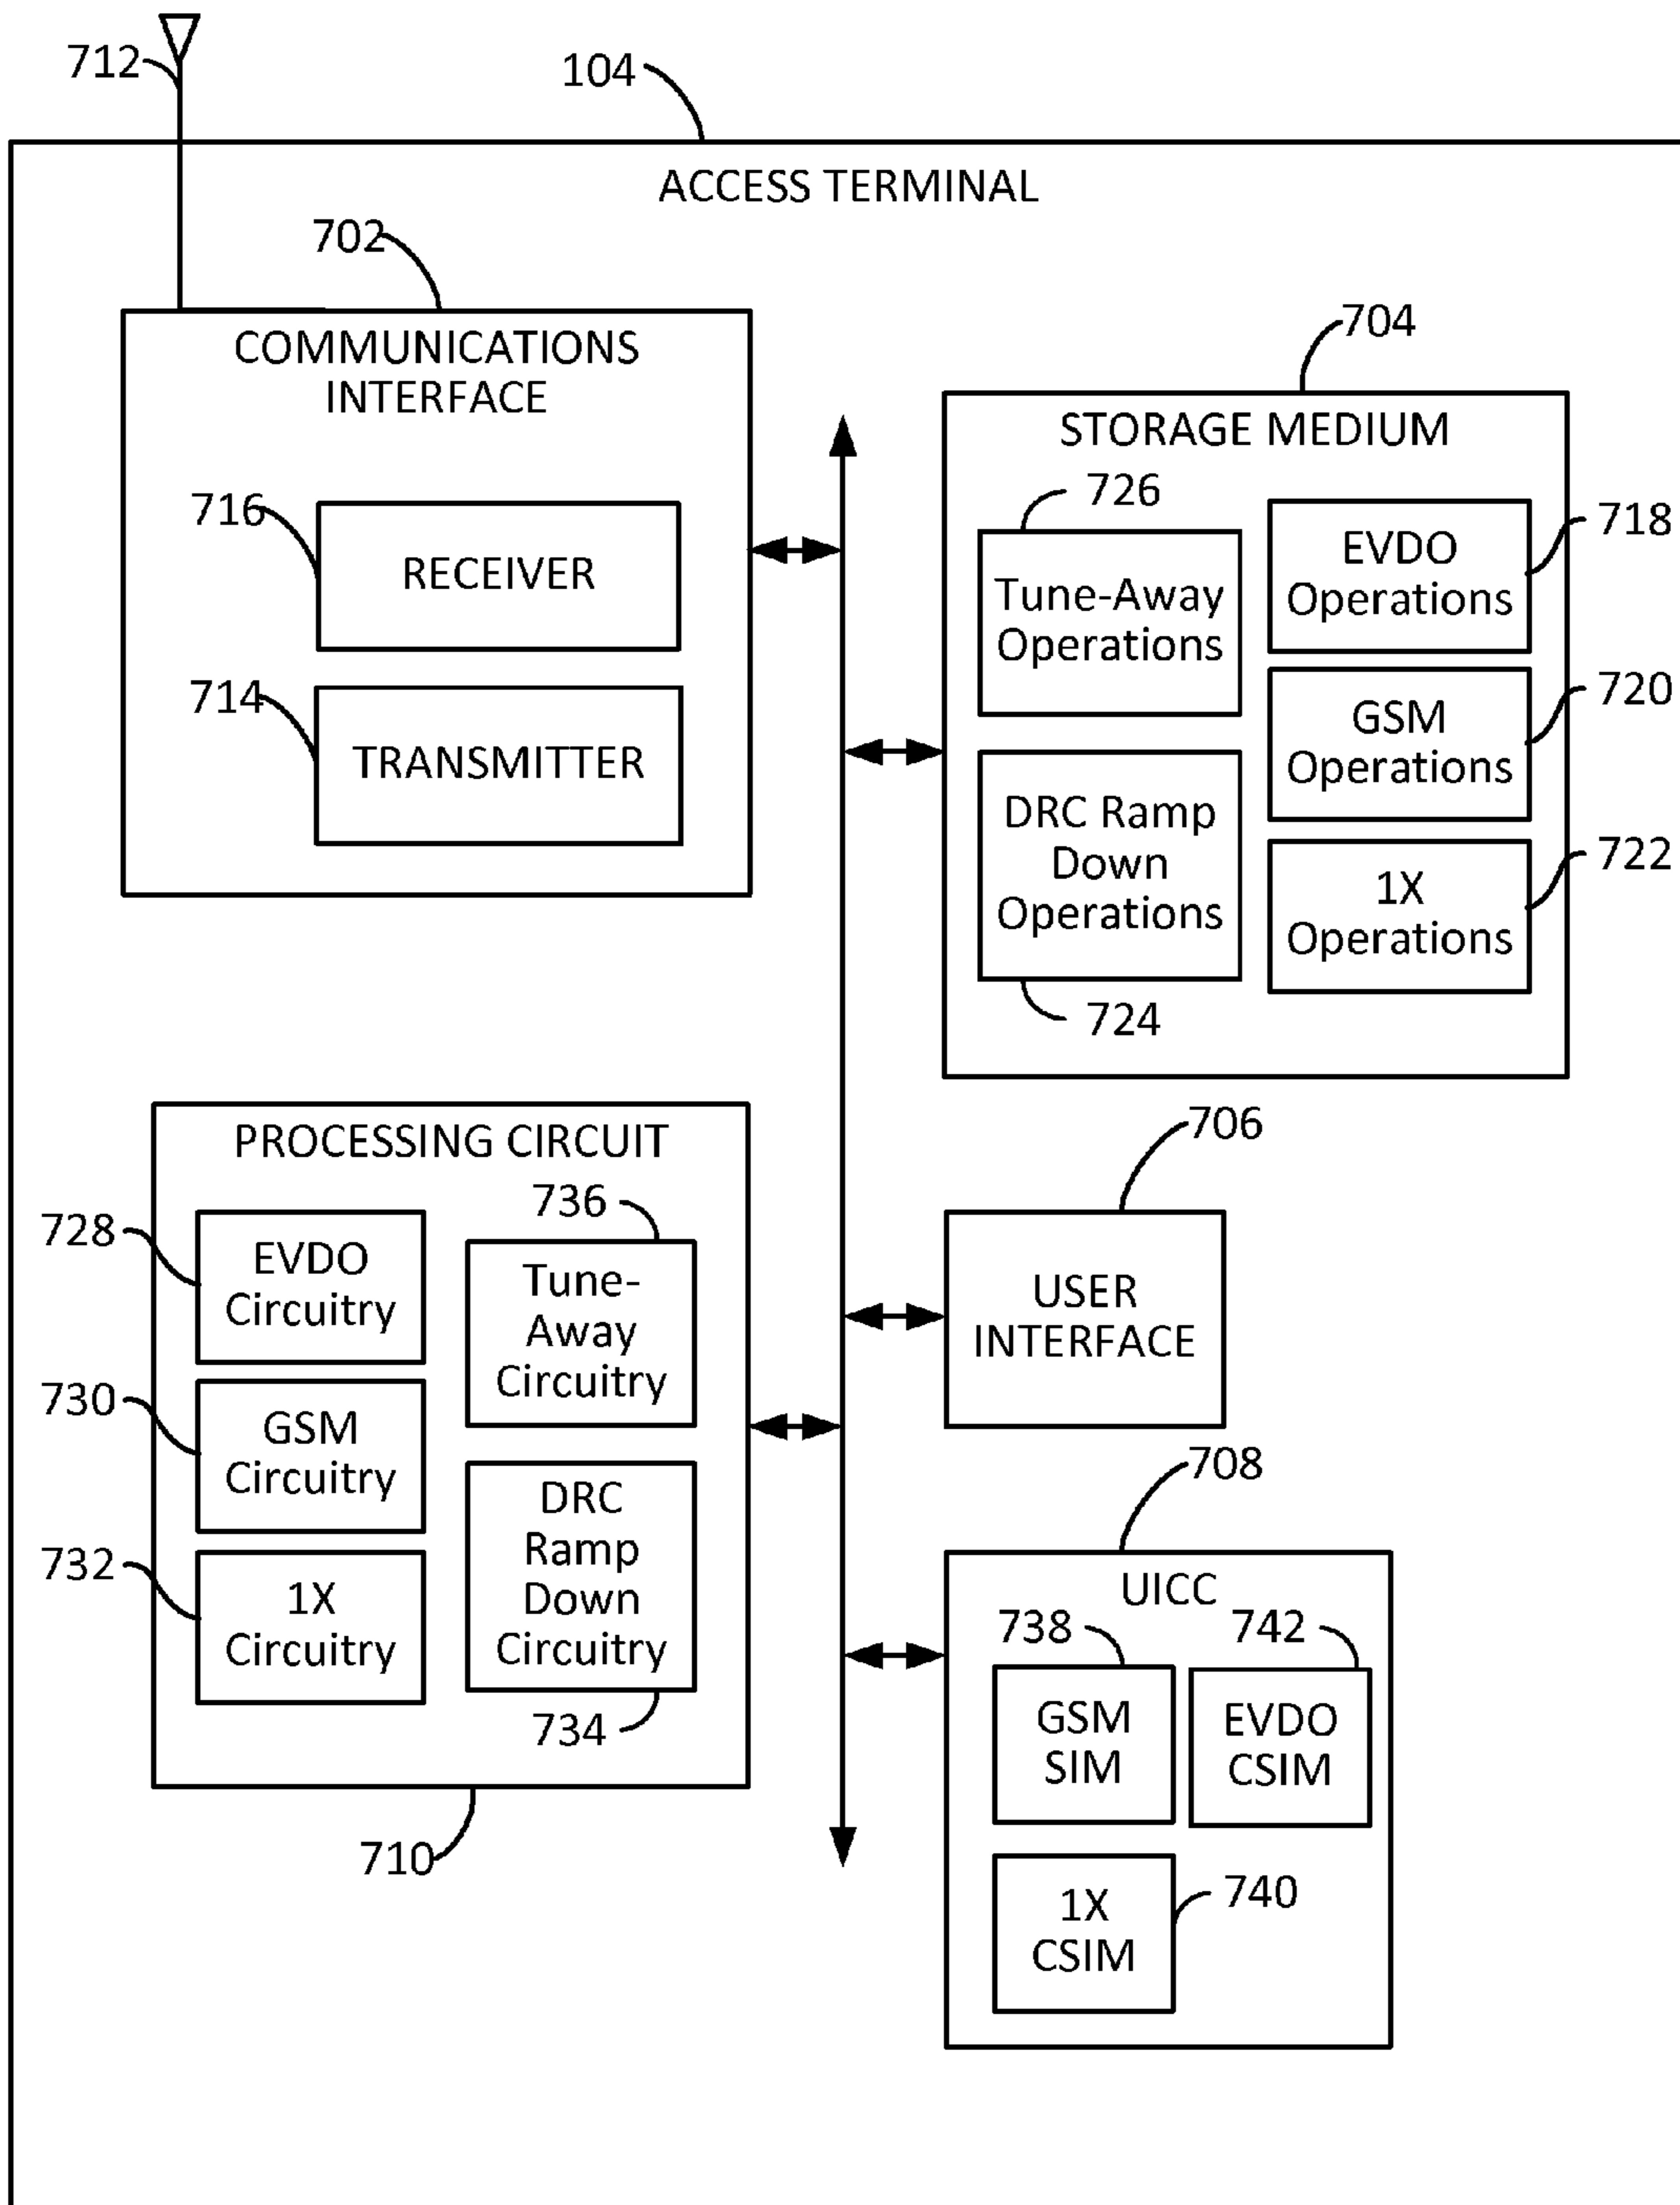 712
104
ACCESS TERMINAL
702
COMMUNICATIONS
INTERFACE
716
RECEIVER
714
TRANSMITTER
704
STORAGE MEDIUM
726
Tune-Away
Operations
EVDO
Operations
718
GSM
Operations
720
DRC Ramp
Down
Operations
724
1X
Operations
722
PROCESSING CIRCUIT
728
EVDO
Circuitry
736
Tune-
Away
Circuitry
730
GSM
Circuitry
732
1X
Circuitry
DRC
Ramp
Down
Circuitry
734
710
706
USER
INTERFACE
708
UICC
738
GSM
SIM
742
EVDO
CSIM
1X
CSIM
740